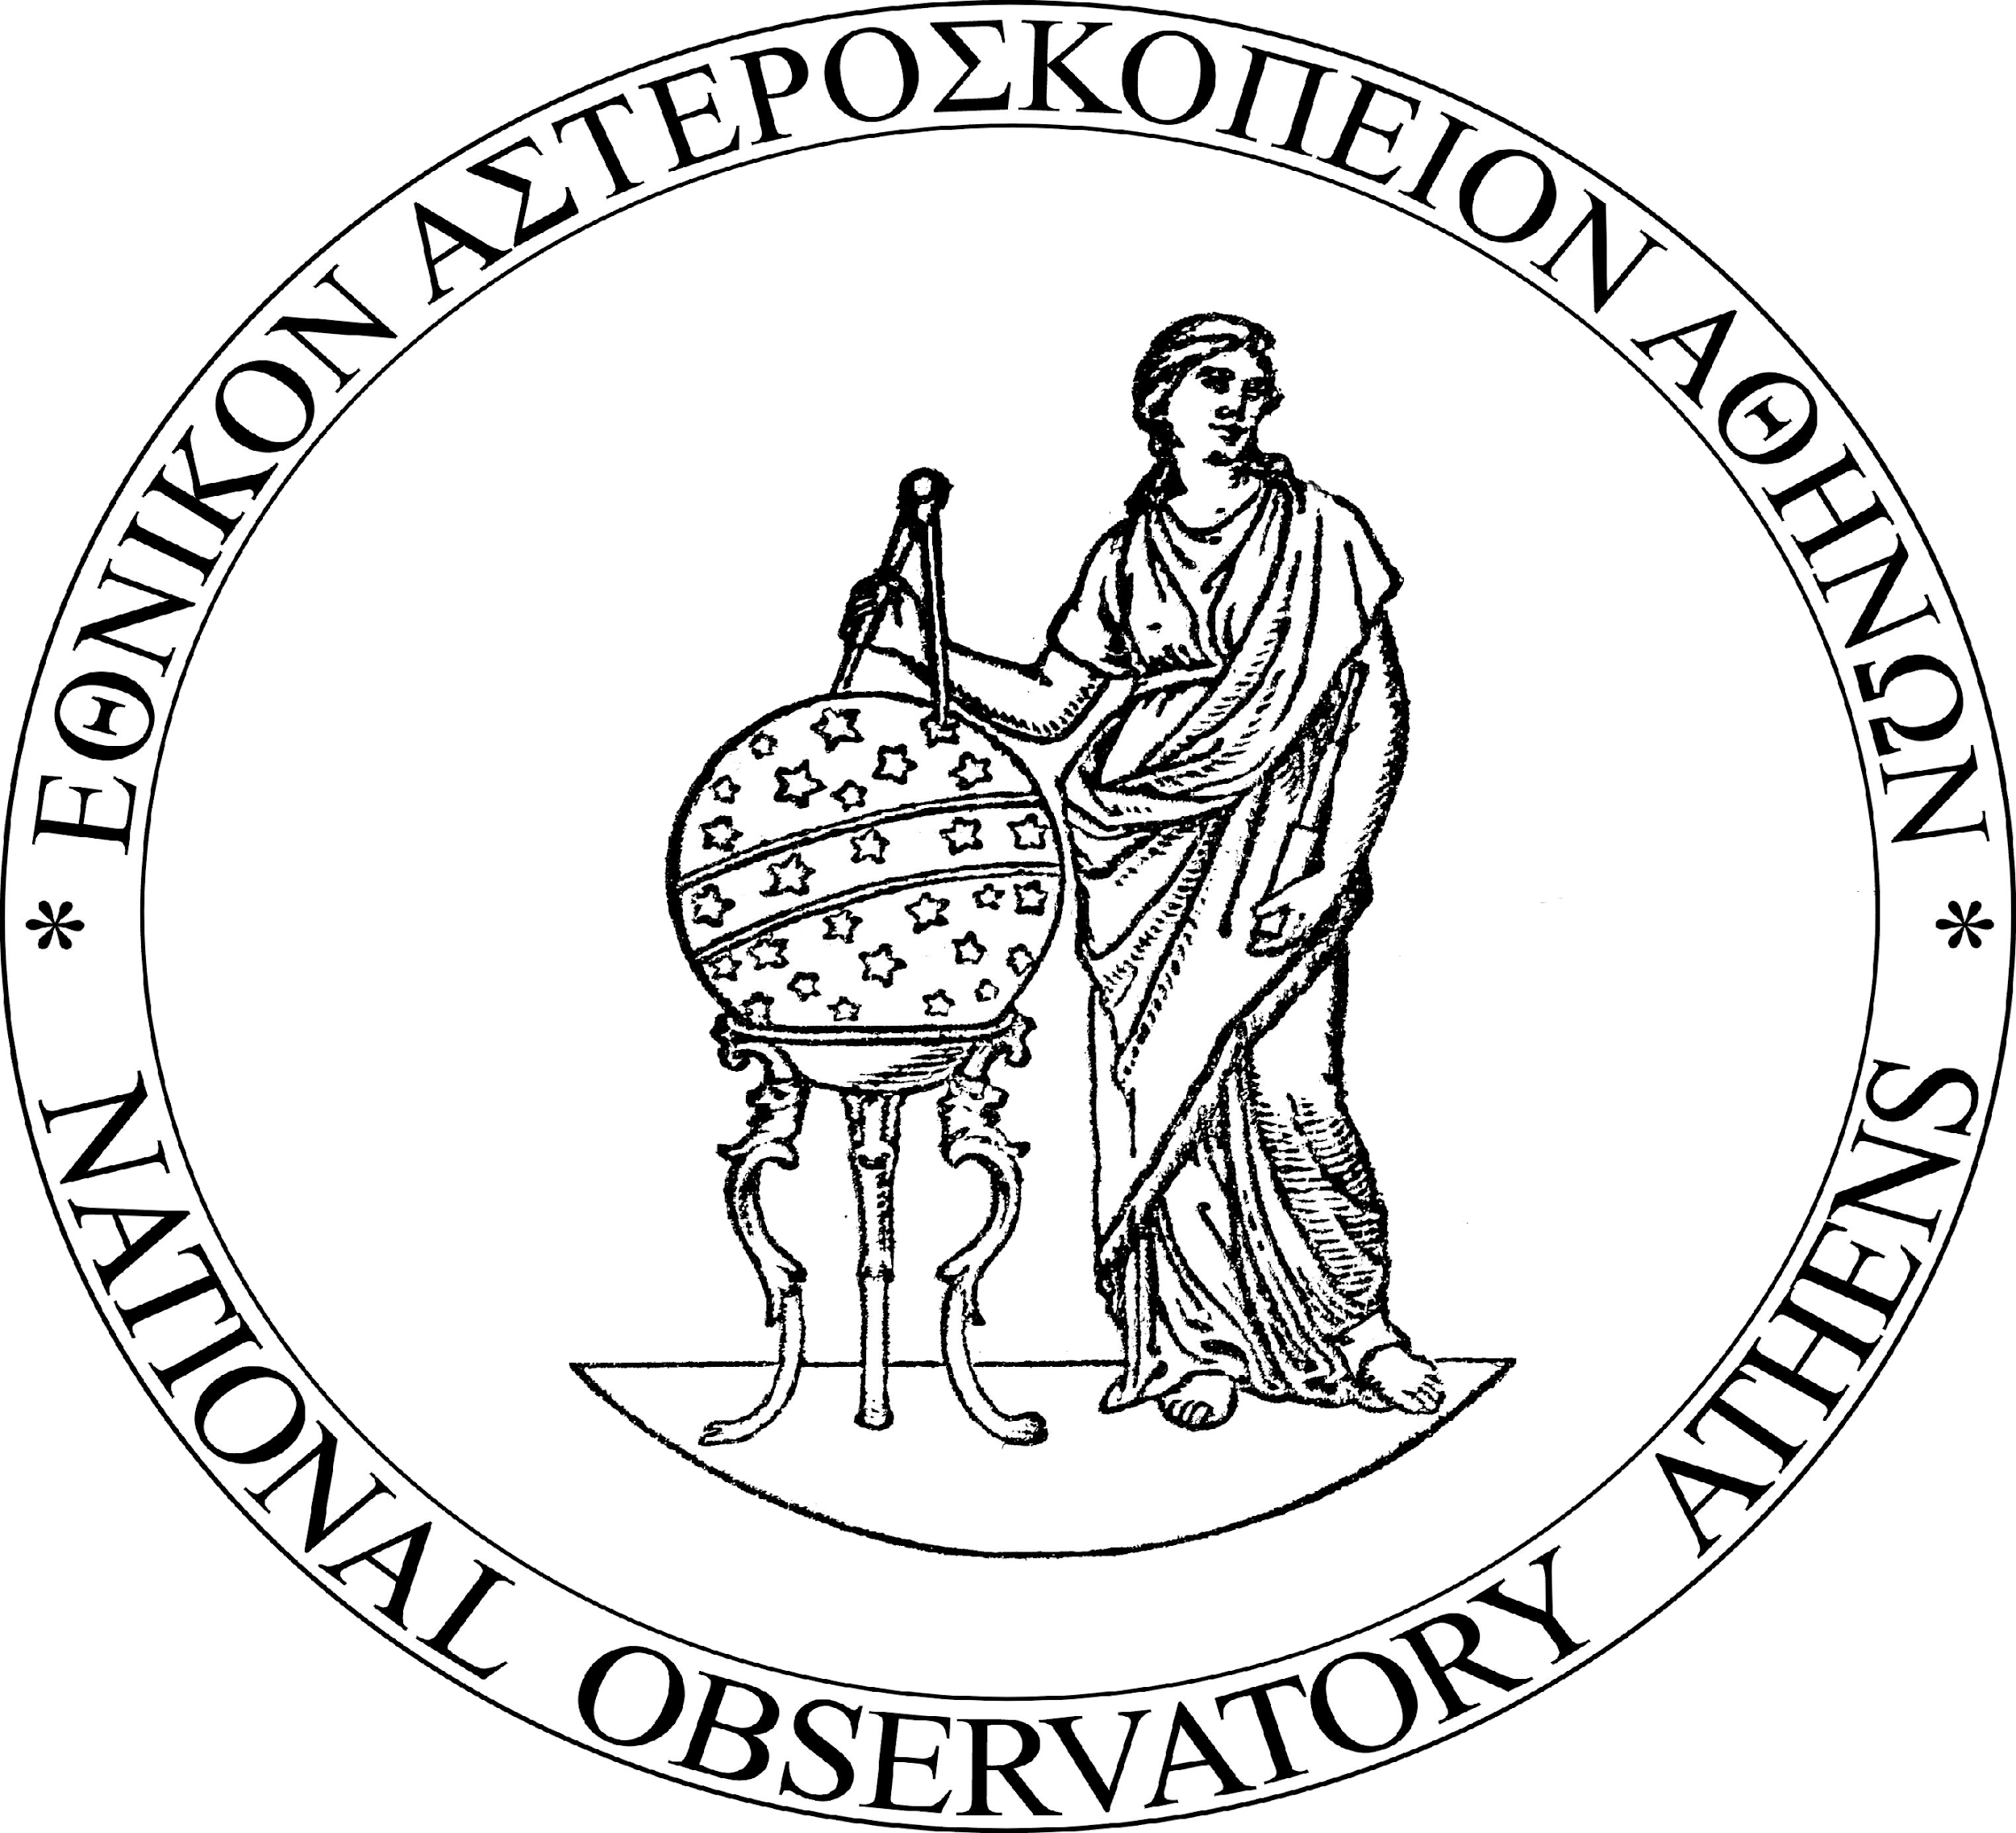 * ΕΘΝΙΚΟΝ ΑΣΤΕΡΟΣΚΟΠΕΙΟΝ ΑΘΗΝΩΝ *
NATIONAL OBSERVATORY ATHENS